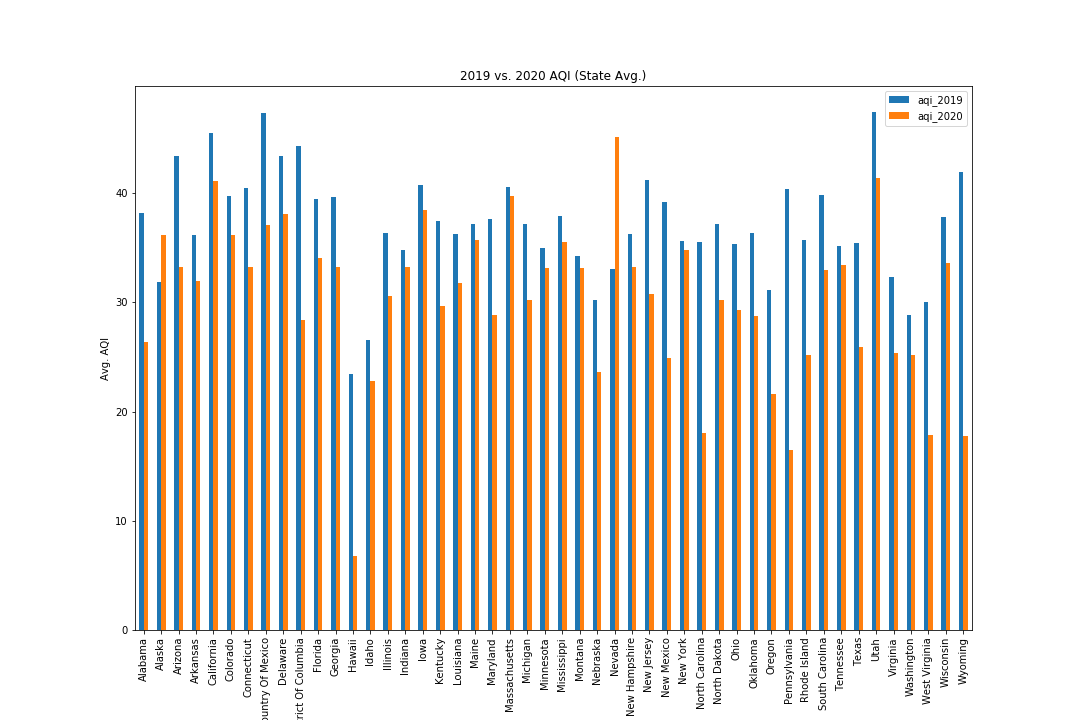 2019 vs. 2020 AQI (State Avg.)
aqi_2019
aqi_2020
Avg. AQI
40
30
20
10
0
Alabama
Alaska
Arizona
Arkansas
California
Colorado
Connecticut
Of Mexico
Delaware
Of Columbia
Florida
Georgia
Hawaii
Idaho
Illinois
Indiana
Iowa
Kentucky
Louisiana
Maine
Maryland
Massachusetts
Michigan
Minnesota
Mississippi
Montana
Nebraska
Nevada
New Hampshire
New Jersey
New Mexico
New York
North Carolina
North Dakota
Ohio
Oklahoma
Oregon
Pennsylvania
Rhode Island
South Carolina
Tennessee
Texas
Utah
Virginia
Washington
West Virginia
Wisconsin
Wyoming